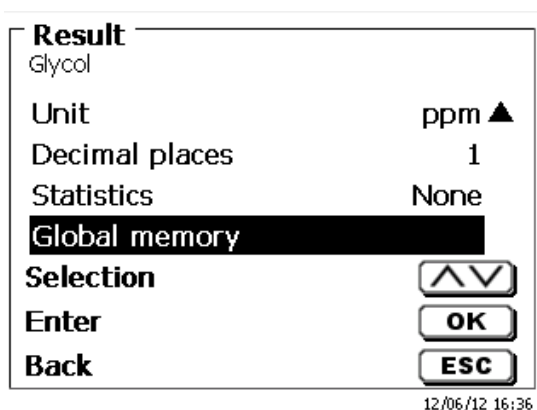 Result
Glycol
Unit ppm ▲
Decimal places 1
Statistics None
Global memory
Selection
Enter OK
Back ESC
12/06/12 16:36